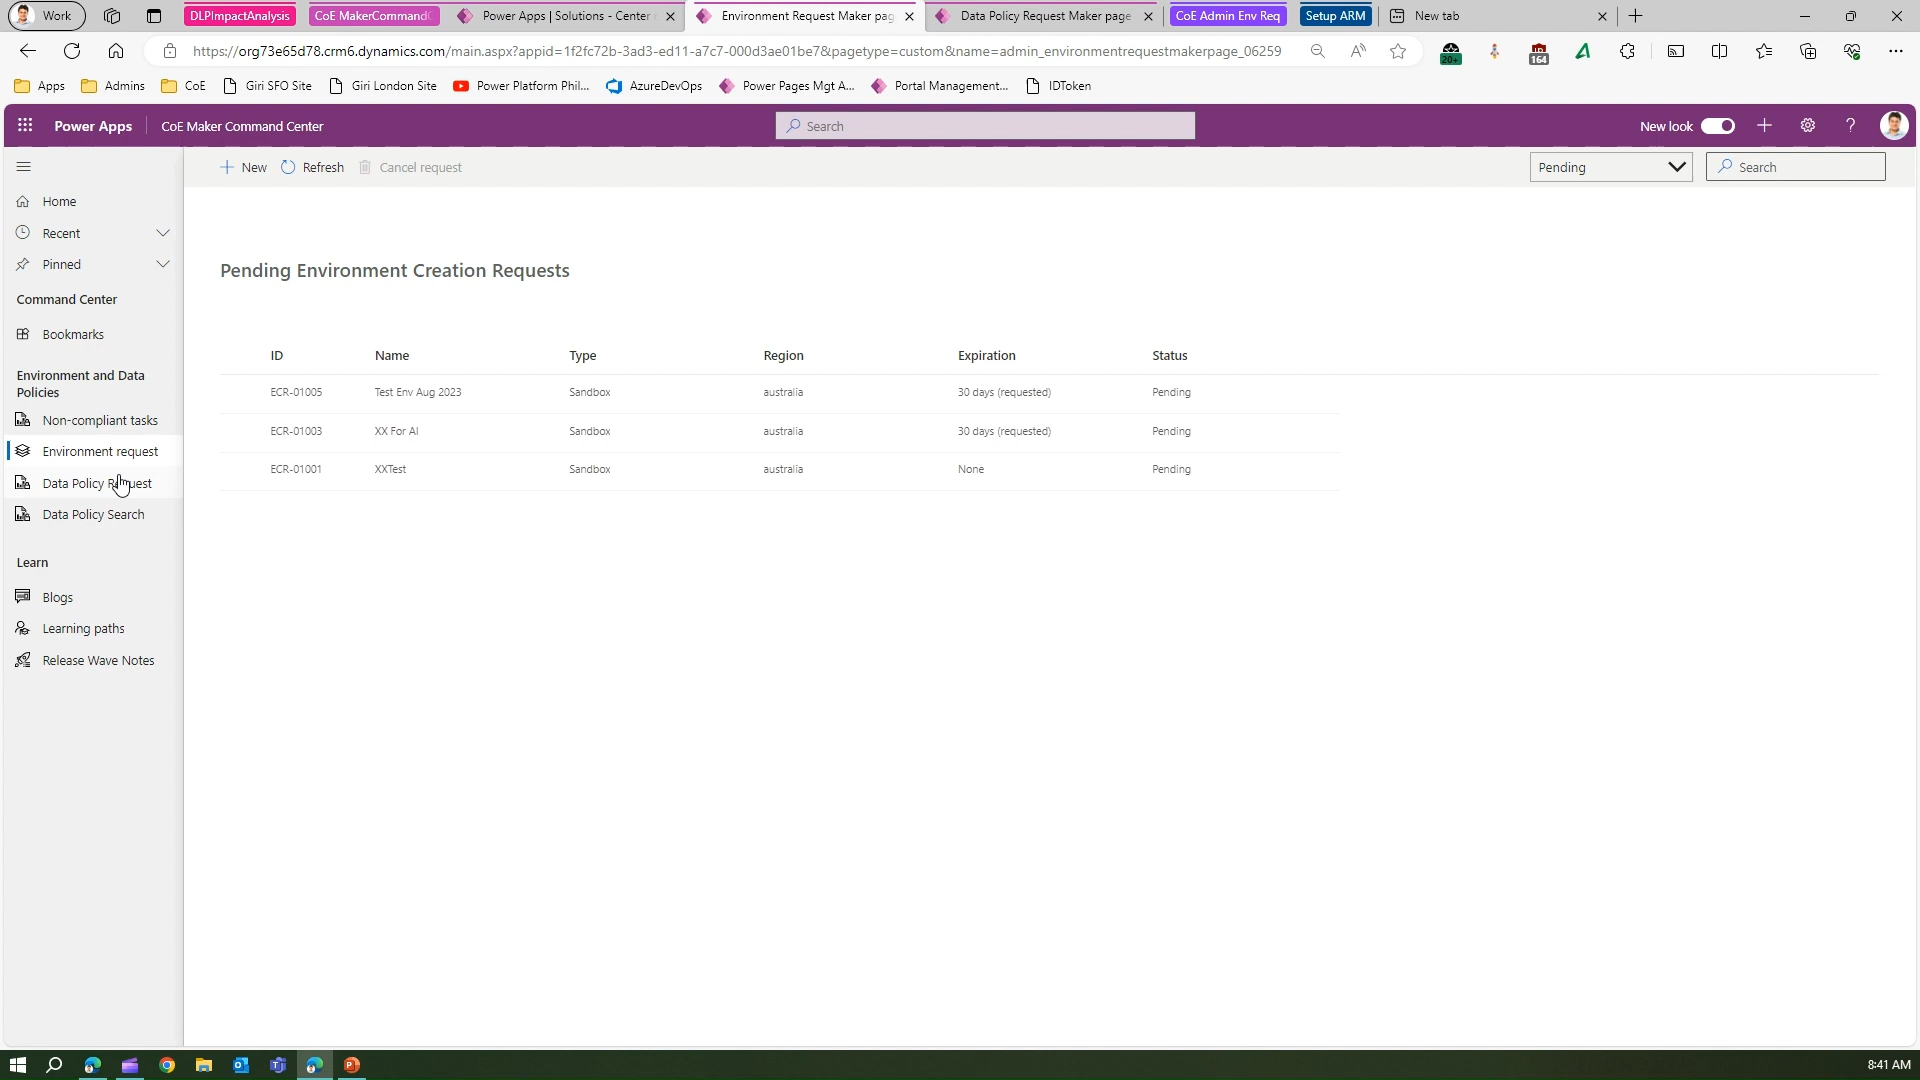 Work
DLPImpactAnalysis
CoE MakerCommandC
Power Apps | Solutions - Center
Environment Request Maker pag
Data Policy Request Maker page
CoE Admin Env Req
Setup ARM
New tab
https://org73e65d78.crm6.dynamics.com/main.aspx?appid=1f2fc72b-3ad3-ed11-a7c7-000d3ae01be7&pagetype=custom&name=admin_environmentrequestmakerpage_06259
20+
164
Apps
Admins
CoE
Giri SFO Site
Giri London Site
Power Platform Phil...
AzureDevOps
Power Pages Mgt A...
Portal Management...
IDToken
Power Apps
CoE Maker Command Center
Search
New look
New
Refresh
Cancel request
Pending
Search
Home
Recent
Pinned
Command Center
Bookmarks
Environment and Data
Policies
Non-compliant tasks
Environment request
Data Policy Request
Data Policy Search
Learn
Blogs
Learning paths
Release Wave Notes
Pending Environment Creation Requests
ID Name Type Region Expiration Status
ECR-01005 Test Env Aug 2023 Sandbox australia 30 days (requested) Pending
ECR-01003 XX For AI Sandbox australia 30 days (requested) Pending
ECR-01001 XXTest Sandbox australia None Pending
8:41 AM